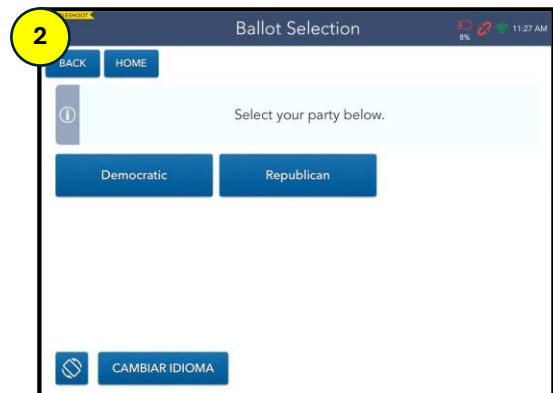 2
Ballot Selection
8%
11:27 AM
BACK
HOME
Select your party below.
Democratic
Republican
CAMBIAR IDIOMA